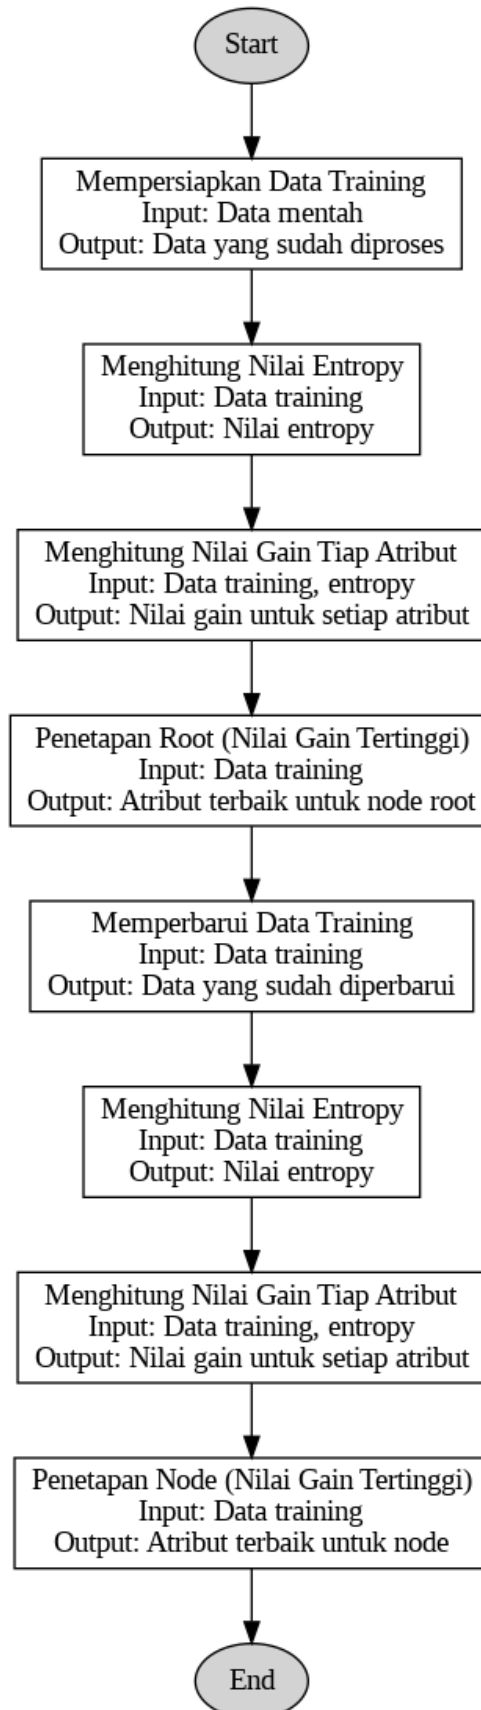 Start
Mempersiapkan Data Training
Input: Data mentah
Output: Data yang sudah diproses
Menghitung Nilai Entropy
Input: Data training
Output: Nilai entropy
Menghitung Nilai Gain Tiap Atribut
Input: Data training, entropy
Output: Nilai gain untuk setiap atribut
Penetapan Root (Nilai Gain Tertinggi)
Input: Data training
Output: Atribut terbaik untuk node root
Memperbarui Data Training
Input: Data training
Output: Data yang sudah diperbarui
Menghitung Nilai Entropy
Input: Data training
Output: Nilai entropy
Menghitung Nilai Gain Tiap Atribut
Input: Data training, entropy
Output: Nilai gain untuk setiap atribut
Penetapan Node (Nilai Gain Tertinggi)
Input: Data training
Output: Atribut terbaik untuk node
End